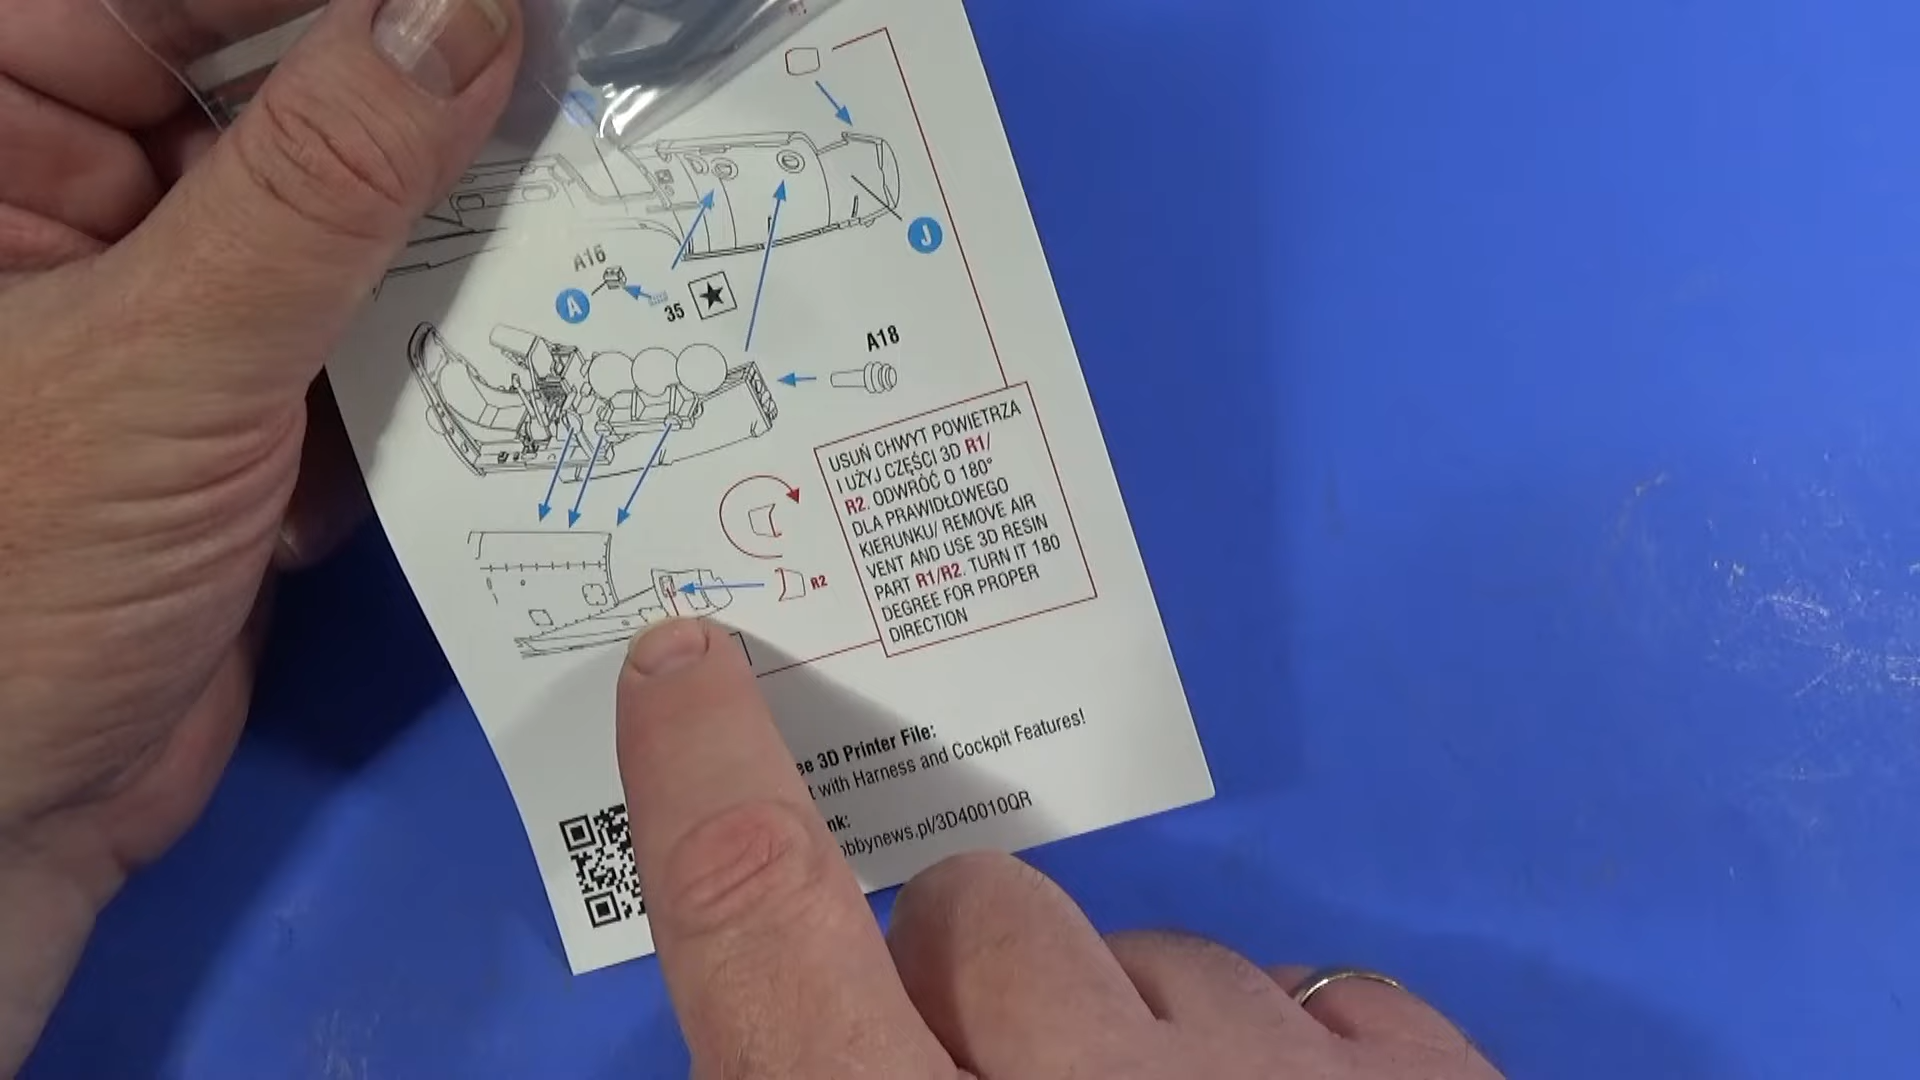 R1
J
A16
A
35
A18
USUŃ CHWYT POWIETRZA
I UŻYJ CZĘŚCI 3D R1/
R2. ODWRÓĆ O 180°
DLA PRAWIDŁOWEGO
KIERUNKU/ REMOVE AIR
VENT AND USE 3D RESIN
PART R1/R2. TURN IT 180
DEGREE FOR PROPER
DIRECTION
R2
3D Printer File:
with Harness and Cockpit Features!
obbynews.pl/3D40010QR